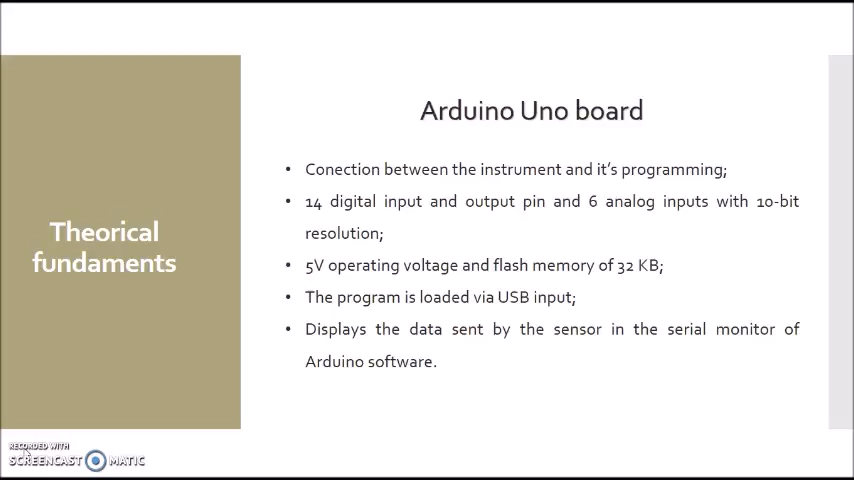 Arduino Uno board
Theorical
fundaments
• Conection between the instrument and it's programming;
• 14 digital input and output pin and 6 analog inputs with 10-bit
resolution;
• 5V operating voltage and flash memory of 32 KB;
• The program is loaded via USB input;
• Displays the data sent by the sensor in the serial monitor of
Arduino software.
RECORDED WITH
SCREENCAST MATIC